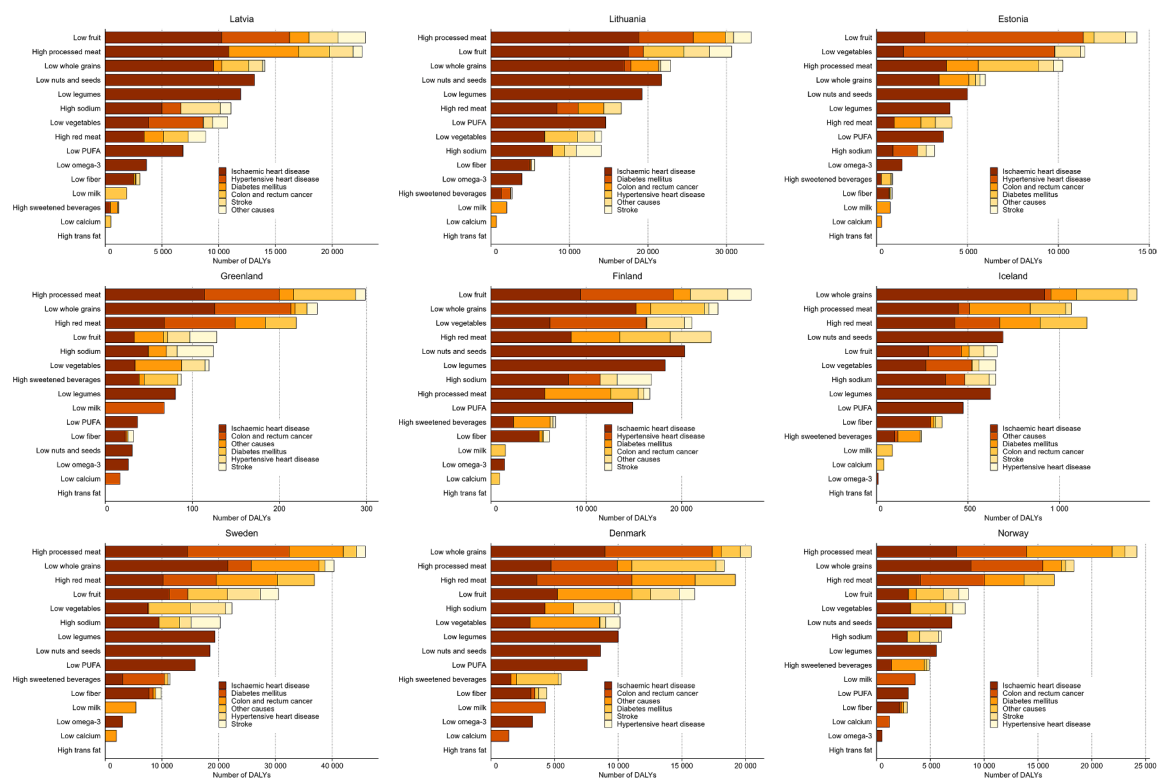 Latvia
Low fruit
High processed meat
Low whole grains
Low nuts and seeds
Low legumes
High sodium
Low vegetables
High red meat
Low PUFA
Low omega-3
Low fiber
Low milk
High sweetened beverages
Low calcium
High trans fat
Ischaemic heart disease
Hypertensive heart disease
Diabetes mellitus
Colon and rectum cancer
Stroke
Other causes
0 5 000 10 000 15 000 20 000
Number of DALYs
Lithuania
High processed meat
Low fruit
Low whole grains
Low nuts and seeds
Low legumes
High red meat
Low PUFA
Low vegetables
High sodium
Low fiber
Low omega-3
High sweetened beverages
Low milk
Low calcium
High trans fat
Ischaemic heart disease
Diabetes mellitus
Colon and rectum cancer
Hypertensive heart disease
Other causes
Stroke
0 10 000 20 000 30 000
Number of DALYs
Estonia
Low fruit
Low vegetables
High processed meat
Low whole grains
Low nuts and seeds
Low legumes
High red meat
Low PUFA
High sodium
Low omega-3
High sweetened beverages
Low fiber
Low milk
Low calcium
High trans fat
Ischaemic heart disease
Hypertensive heart disease
Colon and rectum cancer
Diabetes mellitus
Other causes
Stroke
0 5 000 10 000 15 000
Number of DALYs
Greenland
High processed meat
Low whole grains
High red meat
Low fruit
High sodium
Low vegetables
High sweetened beverages
Low legumes
Low milk
Low PUFA
Low fiber
Low nuts and seeds
Low omega-3
Low calcium
High trans fat
Ischaemic heart disease
Colon and rectum cancer
Other causes
Diabetes mellitus
Hypertensive heart disease
Stroke
0 100 200 300
Number of DALYs
Finland
Low fruit
Low whole grains
Low vegetables
High red meat
Low nuts and seeds
Low legumes
High sodium
High processed meat
Low PUFA
High sweetened beverages
Low fiber
Low milk
Low omega-3
Low calcium
High trans fat
Ischaemic heart disease
Hypertensive heart disease
Diabetes mellitus
Colon and rectum cancer
Other causes
Stroke
0 10 000 20 000
Number of DALYs
Iceland
Low whole grains
High processed meat
High red meat
Low nuts and seeds
Low fruit
Low vegetables
High sodium
Low legumes
Low PUFA
Low fiber
High sweetened beverages
Low milk
Low calcium
Low omega-3
High trans fat
Ischaemic heart disease
Other causes
Diabetes mellitus
Colon and rectum cancer
Stroke
Hypertensive heart disease
0 500 1 000
Number of DALYs
Sweden
High processed meat
Low whole grains
High red meat
Low fruit
Low vegetables
High sodium
Low legumes
Low nuts and seeds
Low PUFA
High sweetened beverages
Low fiber
Low milk
Low omega-3
Low calcium
High trans fat
Ischaemic heart disease
Diabetes mellitus
Colon and rectum cancer
Other causes
Hypertensive heart disease
Stroke
0 10 000 20 000 30 000 40 000
Number of DALYs
Denmark
Low whole grains
High processed meat
High red meat
Low fruit
High sodium
Low vegetables
Low legumes
Low nuts and seeds
Low PUFA
High sweetened beverages
Low fiber
Low milk
Low omega-3
Low calcium
High trans fat
Ischaemic heart disease
Colon and rectum cancer
Other causes
Diabetes mellitus
Stroke
Hypertensive heart disease
0 5 000 10 000 15 000 20 000
Number of DALYs
Norway
High processed meat
Low whole grains
High red meat
Low fruit
Low vegetables
Low nuts and seeds
High sodium
Low legumes
High sweetened beverages
Low milk
Low PUFA
Low fiber
Low calcium
Low omega-3
High trans fat
Ischaemic heart disease
Colon and rectum cancer
Diabetes mellitus
Other causes
Stroke
Hypertensive heart disease
0 5 000 10 000 15 000 20 000 25 000
Number of DALYs